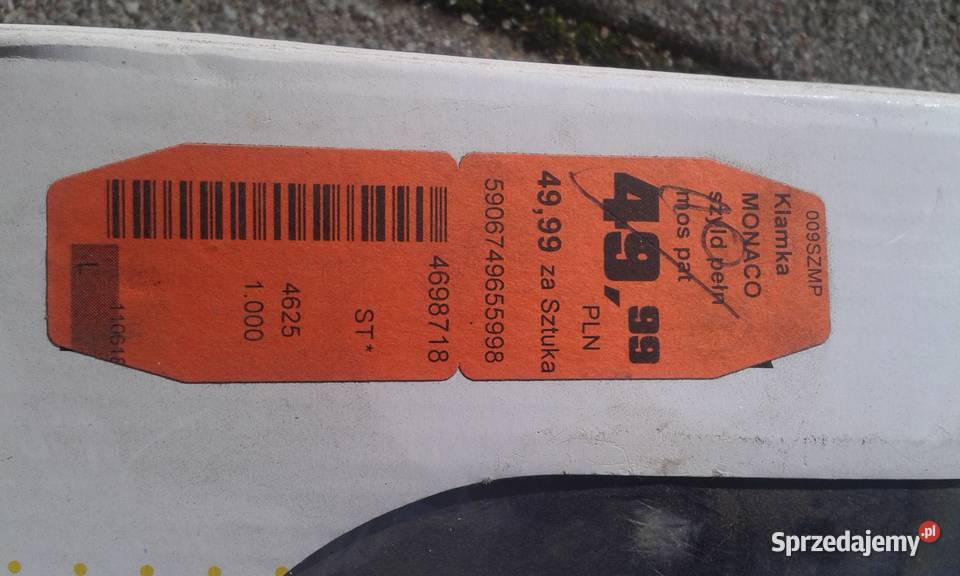 009SZMP
Klamka
MONACO
szyld pełn
mos pat
49,99
PLN
49,99 za Sztuka
5906749655998
4698718
ST*
4625
1.000
L
110618
Sprzedajemy.pl